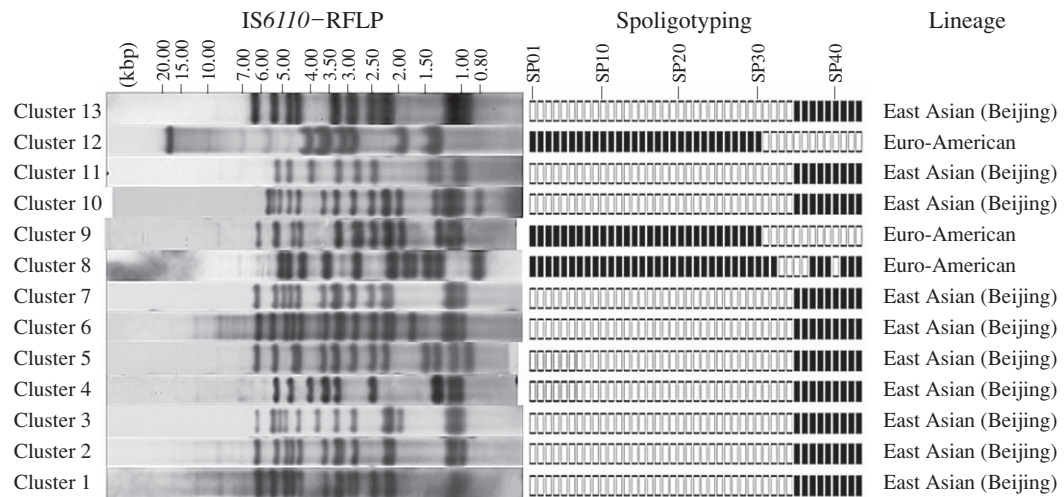 IS6110−RFLP Spoligotyping Lineage
(kbp) 20.00 15.00 10.00 7.00 6.00 5.00 4.00 3.50 3.00 2.50 2.00 1.50 1.00 0.80 SP01 SP10 SP20 SP30 SP40
Cluster 13 East Asian (Beijing)
Cluster 12 Euro-American
Cluster 11 East Asian (Beijing)
Cluster 10 East Asian (Beijing)
Cluster 9 Euro-American
Cluster 8 Euro-American
Cluster 7 East Asian (Beijing)
Cluster 6 East Asian (Beijing)
Cluster 5 East Asian (Beijing)
Cluster 4 East Asian (Beijing)
Cluster 3 East Asian (Beijing)
Cluster 2 East Asian (Beijing)
Cluster 1 East Asian (Beijing)